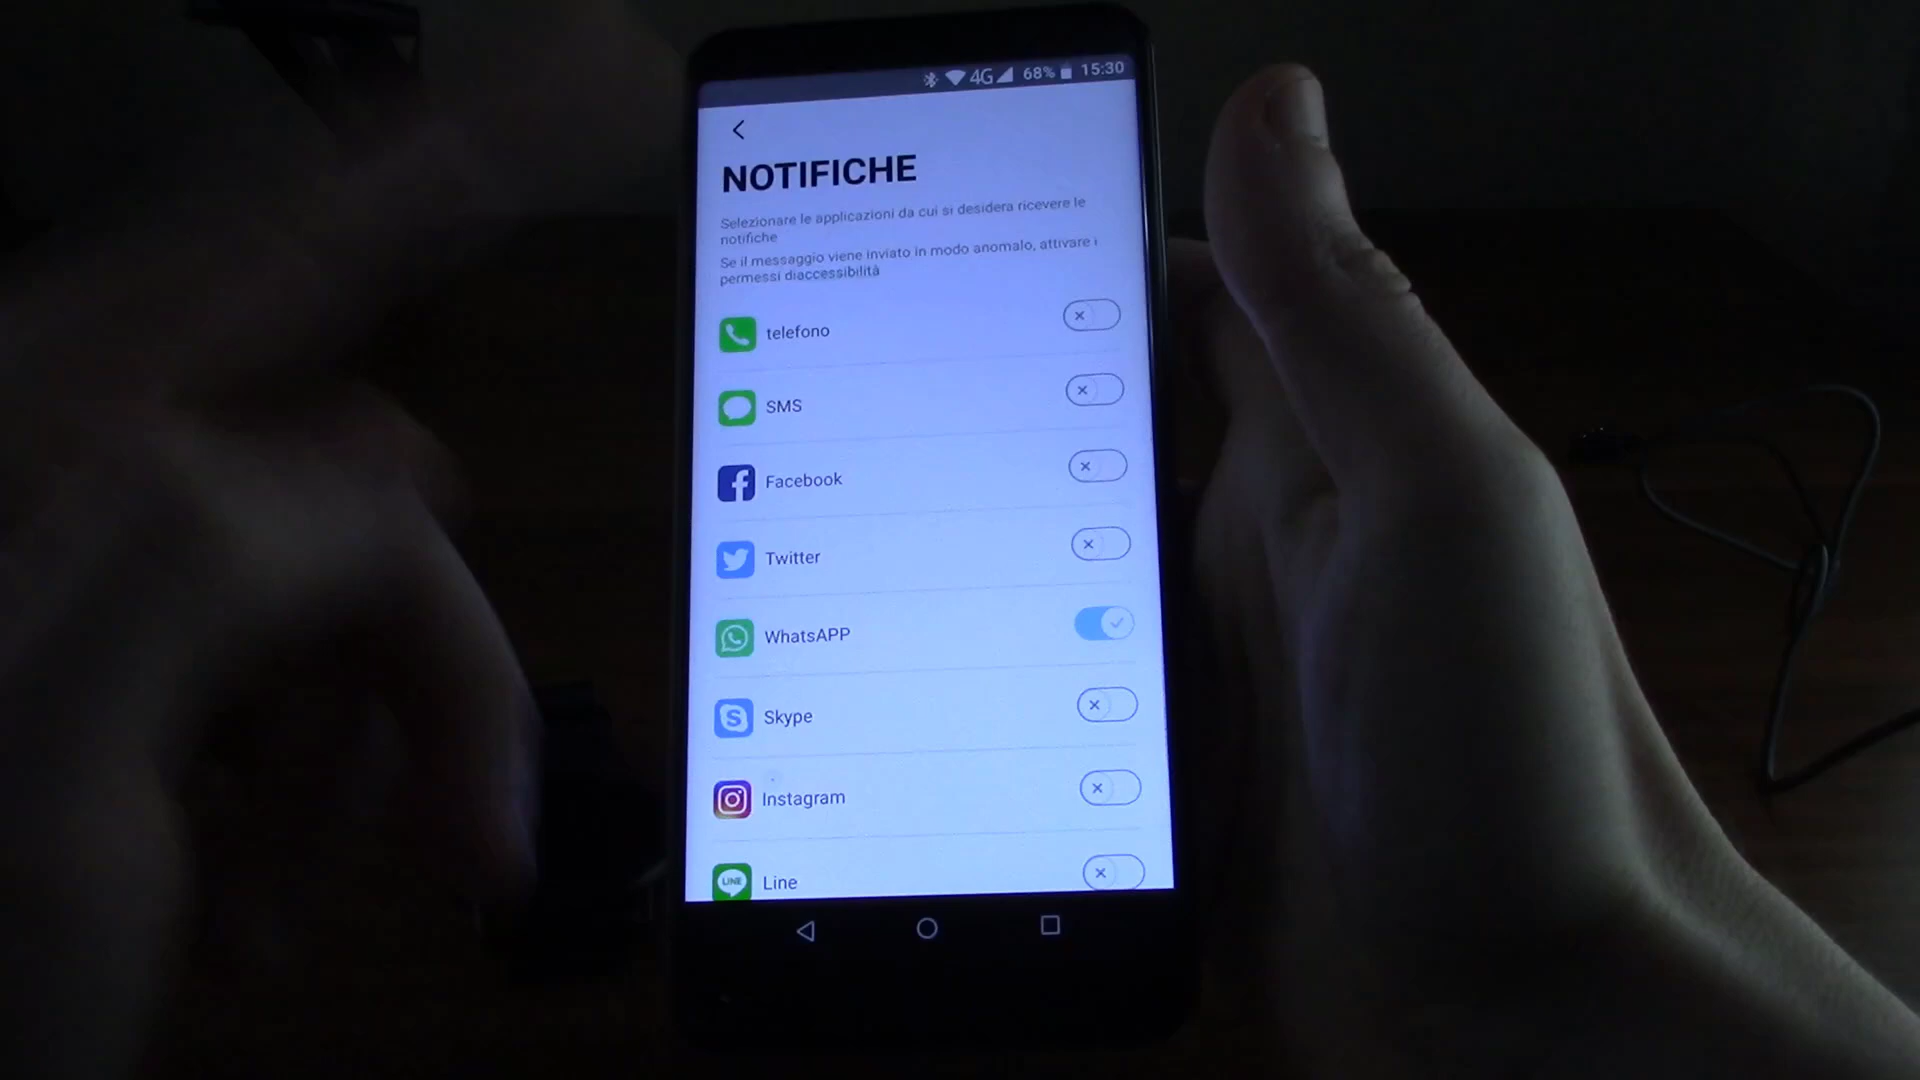 4G 68% 15:30
NOTIFICHE
Selezionare le applicazioni da cui si desidera ricevere le
notifiche
Se il messaggio viene inviato in modo anomalo, attivare i
permessi diaccessibilità
telefono
SMS
Facebook
Twitter
WhatsAPP
Skype
Instagram
LINE Line